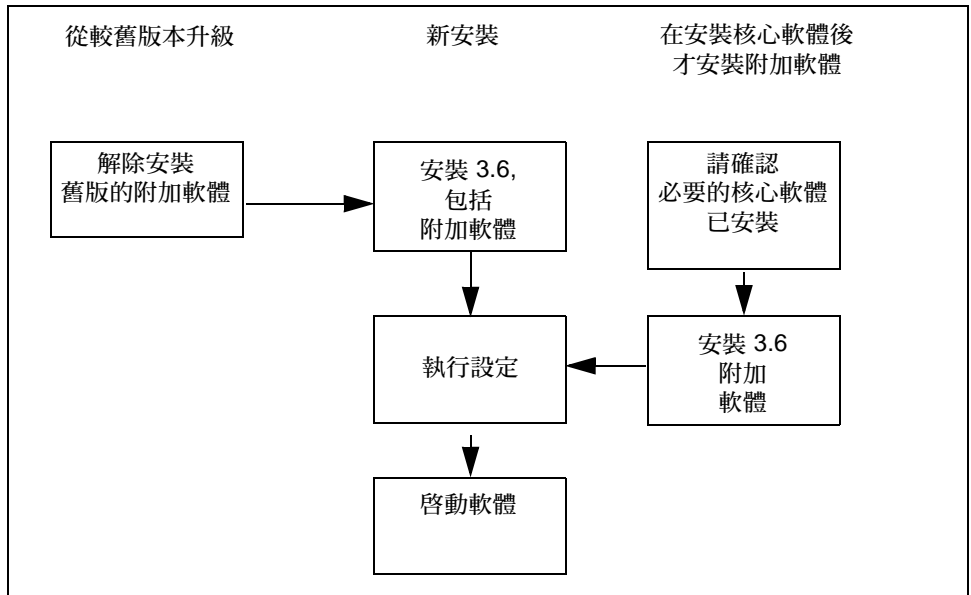 從較舊版本升級
新安裝
在安裝核心軟體後
才安裝附加軟體
解除安裝
舊版的附加軟體
安裝 3.6,
包括
附加軟體
請確認
必要的核心軟體
已安裝
執行設定
安裝 3.6
附加
軟體
啓動軟體